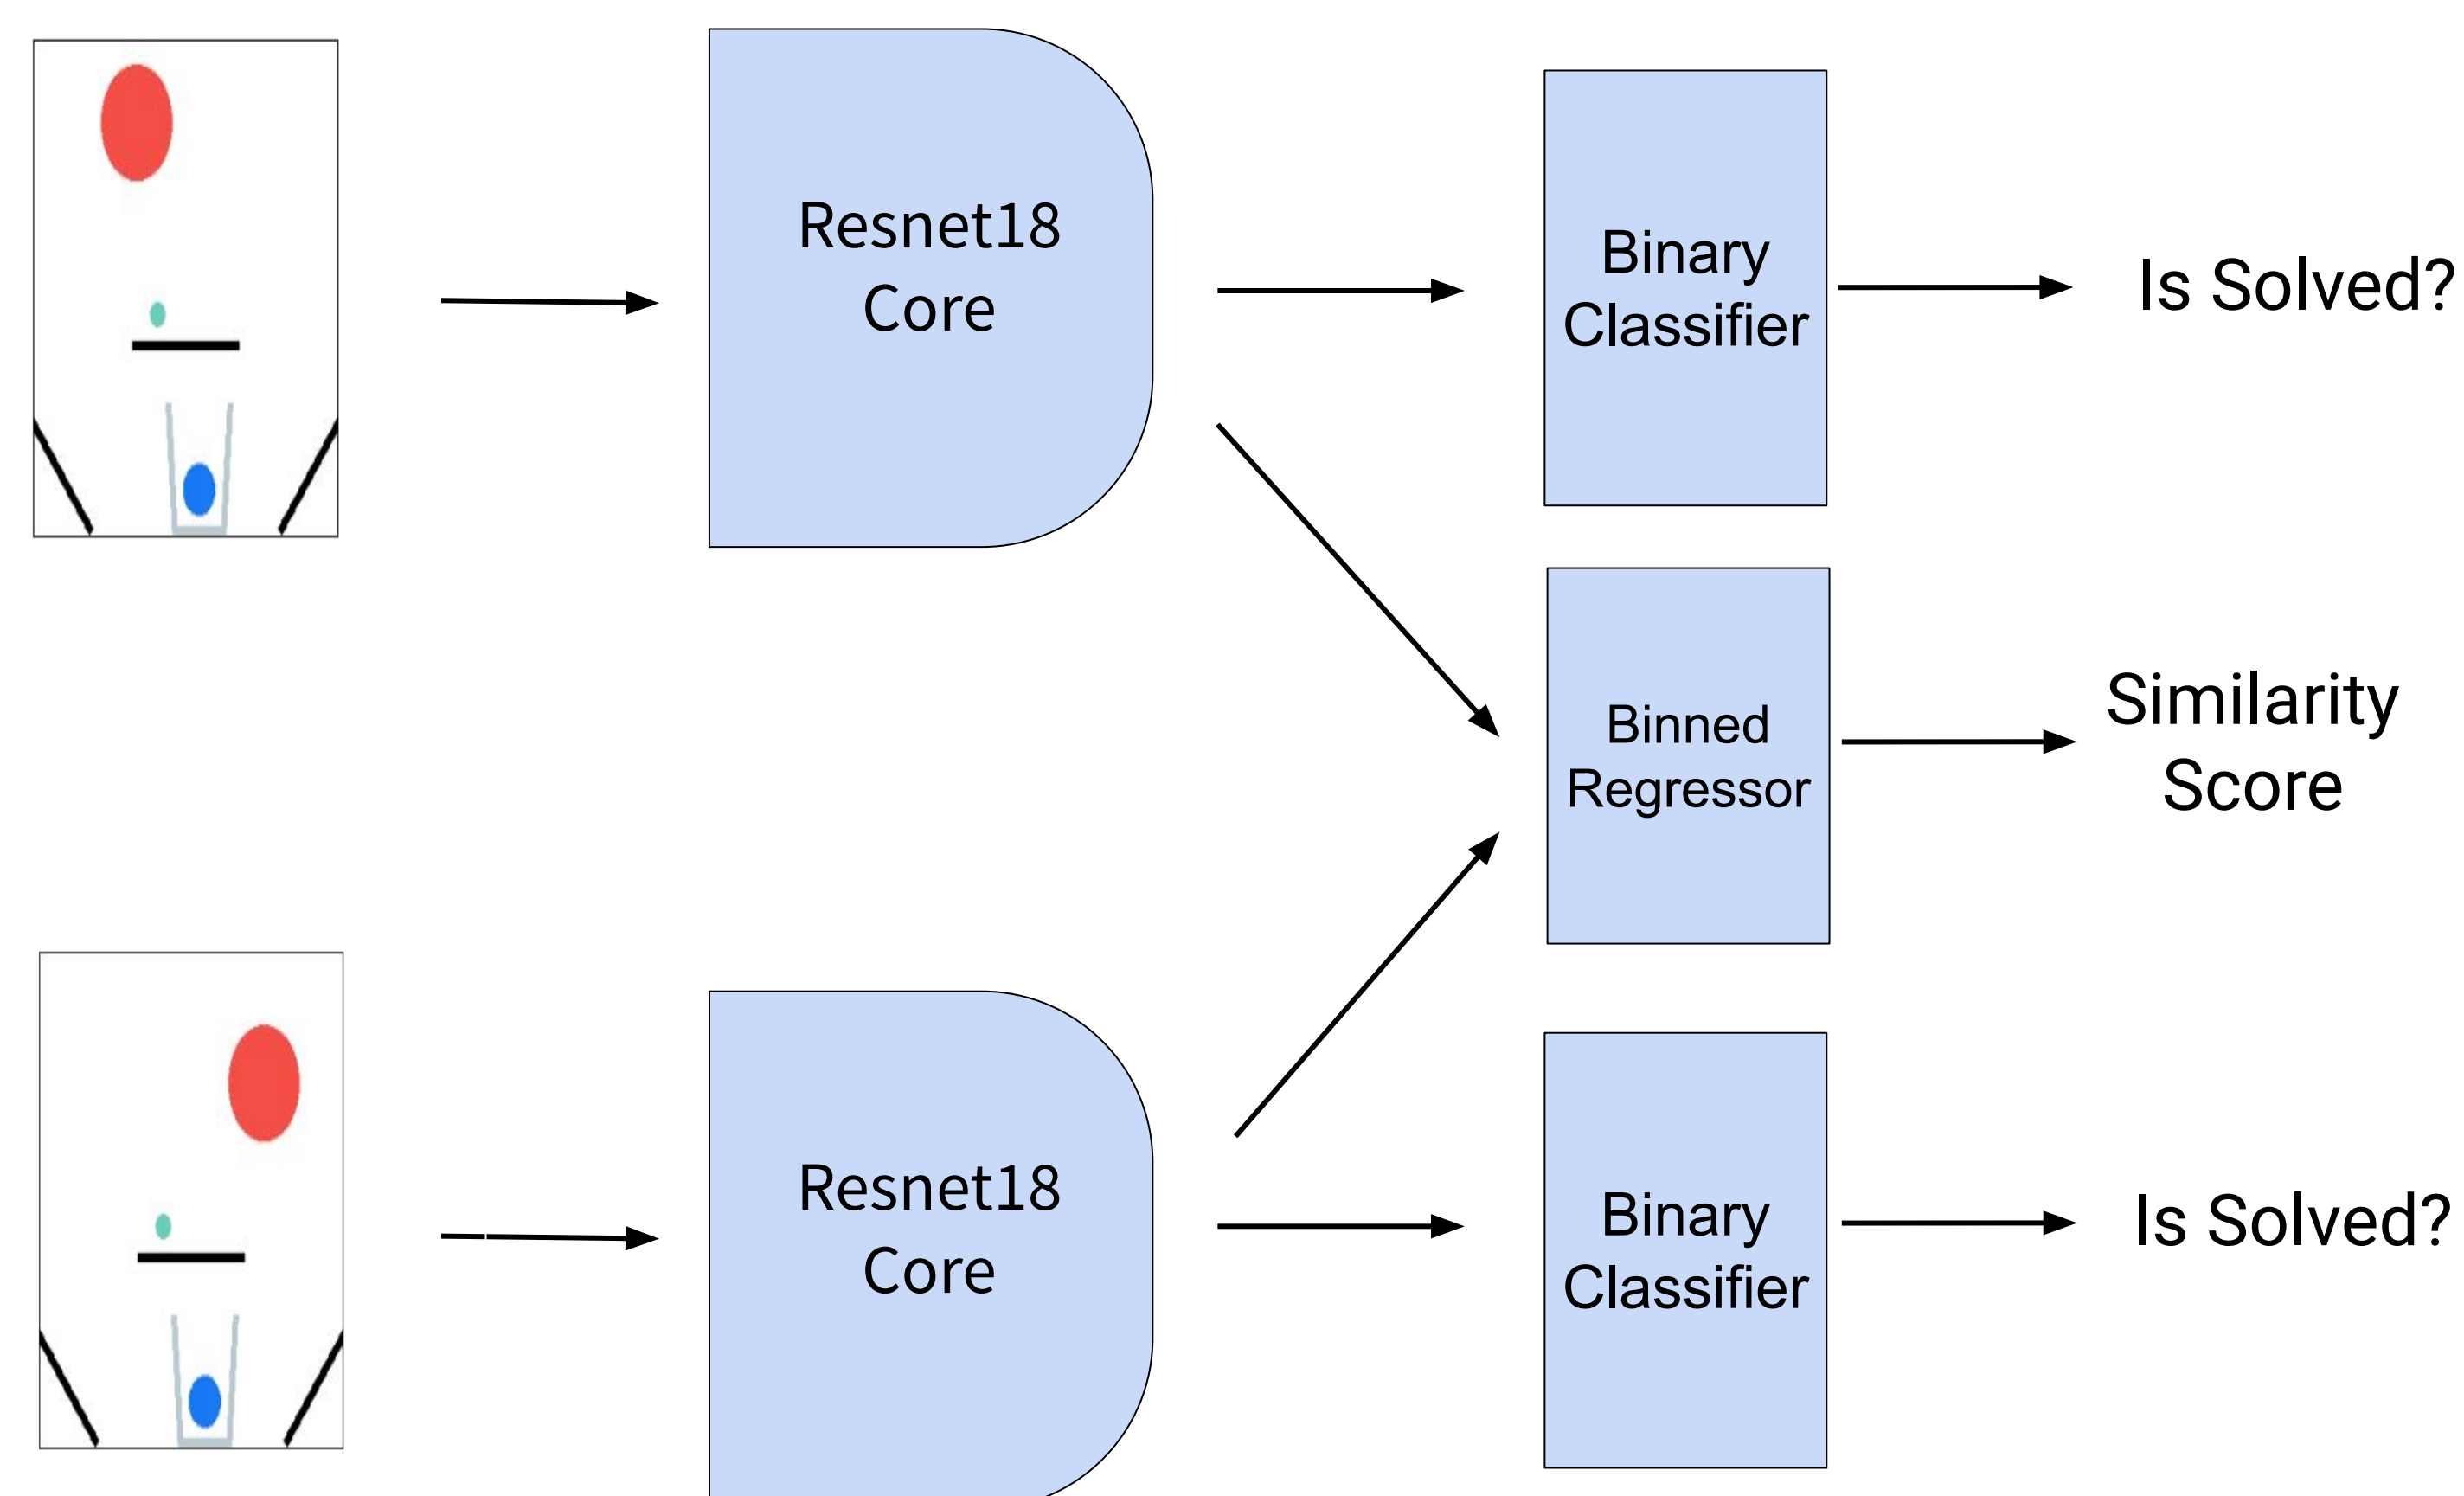 Resnet18
Core
Binary
Classifier
Is Solved?
Binned
Regressor
Similarity
Score
Resnet18
Core
Binary
Classifier
Is Solved?